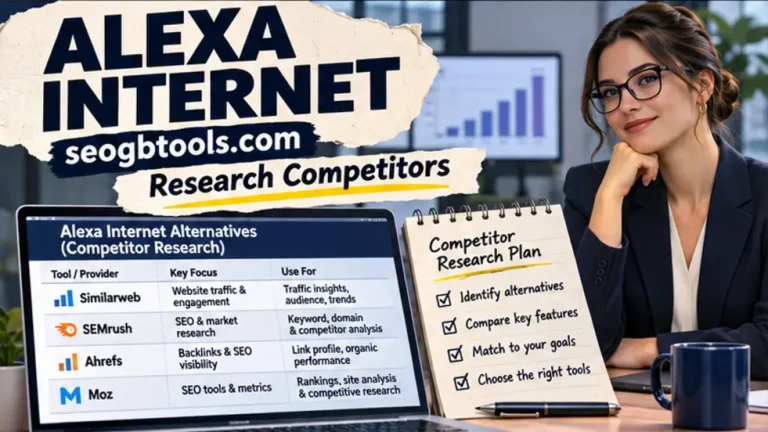 ALEXA
INTERNET
seogbtools.com
Research Competitors
Alexa Internet Alternatives
(Competitor Research)
Tool / Provider Key Focus Use For
Similarweb Website traffic & engagement Traffic insights, audience, trends
SEMrush SEO & market research Keyword, domain & competitor analysis
Ahrefs Backlinks & SEO visibility Link profile, organic performance
Moz SEO tools & metrics Rankings, site analysis & competitive research
Competitor
Research Plan
Identify alternatives
Compare key features
Match to your goals
Choose the right tools